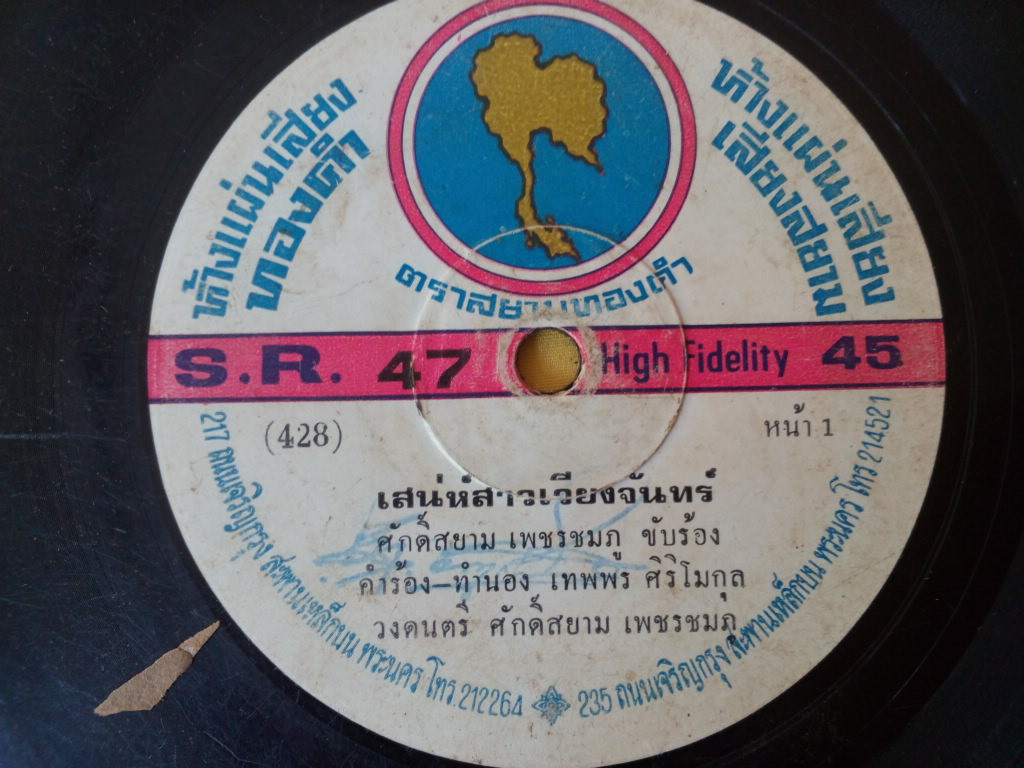 ห้างแผ่นเสียง
ทองคำ
ห้างแผ่นเสียง
เสียงสยาม
ตราสยามทองคำ
S.R. 47 High Fidelity 45
(428) หน้า 1
เสน่ห์สาวเวียงจันทร์
ศักดิ์สยาม เพชรชมภู ขับร้อง
คำร้อง-ทำนอง เทพพร ศิริโมกุล
วงดนตรี ศักดิ์สยาม เพชรชมภู
217 ถนนเจริญกรุง สะพานเหล็กบน พระนคร โทร. 212264
235 ถนนเจริญกรุง สะพานเหล็กบน พระนคร โทร 214521